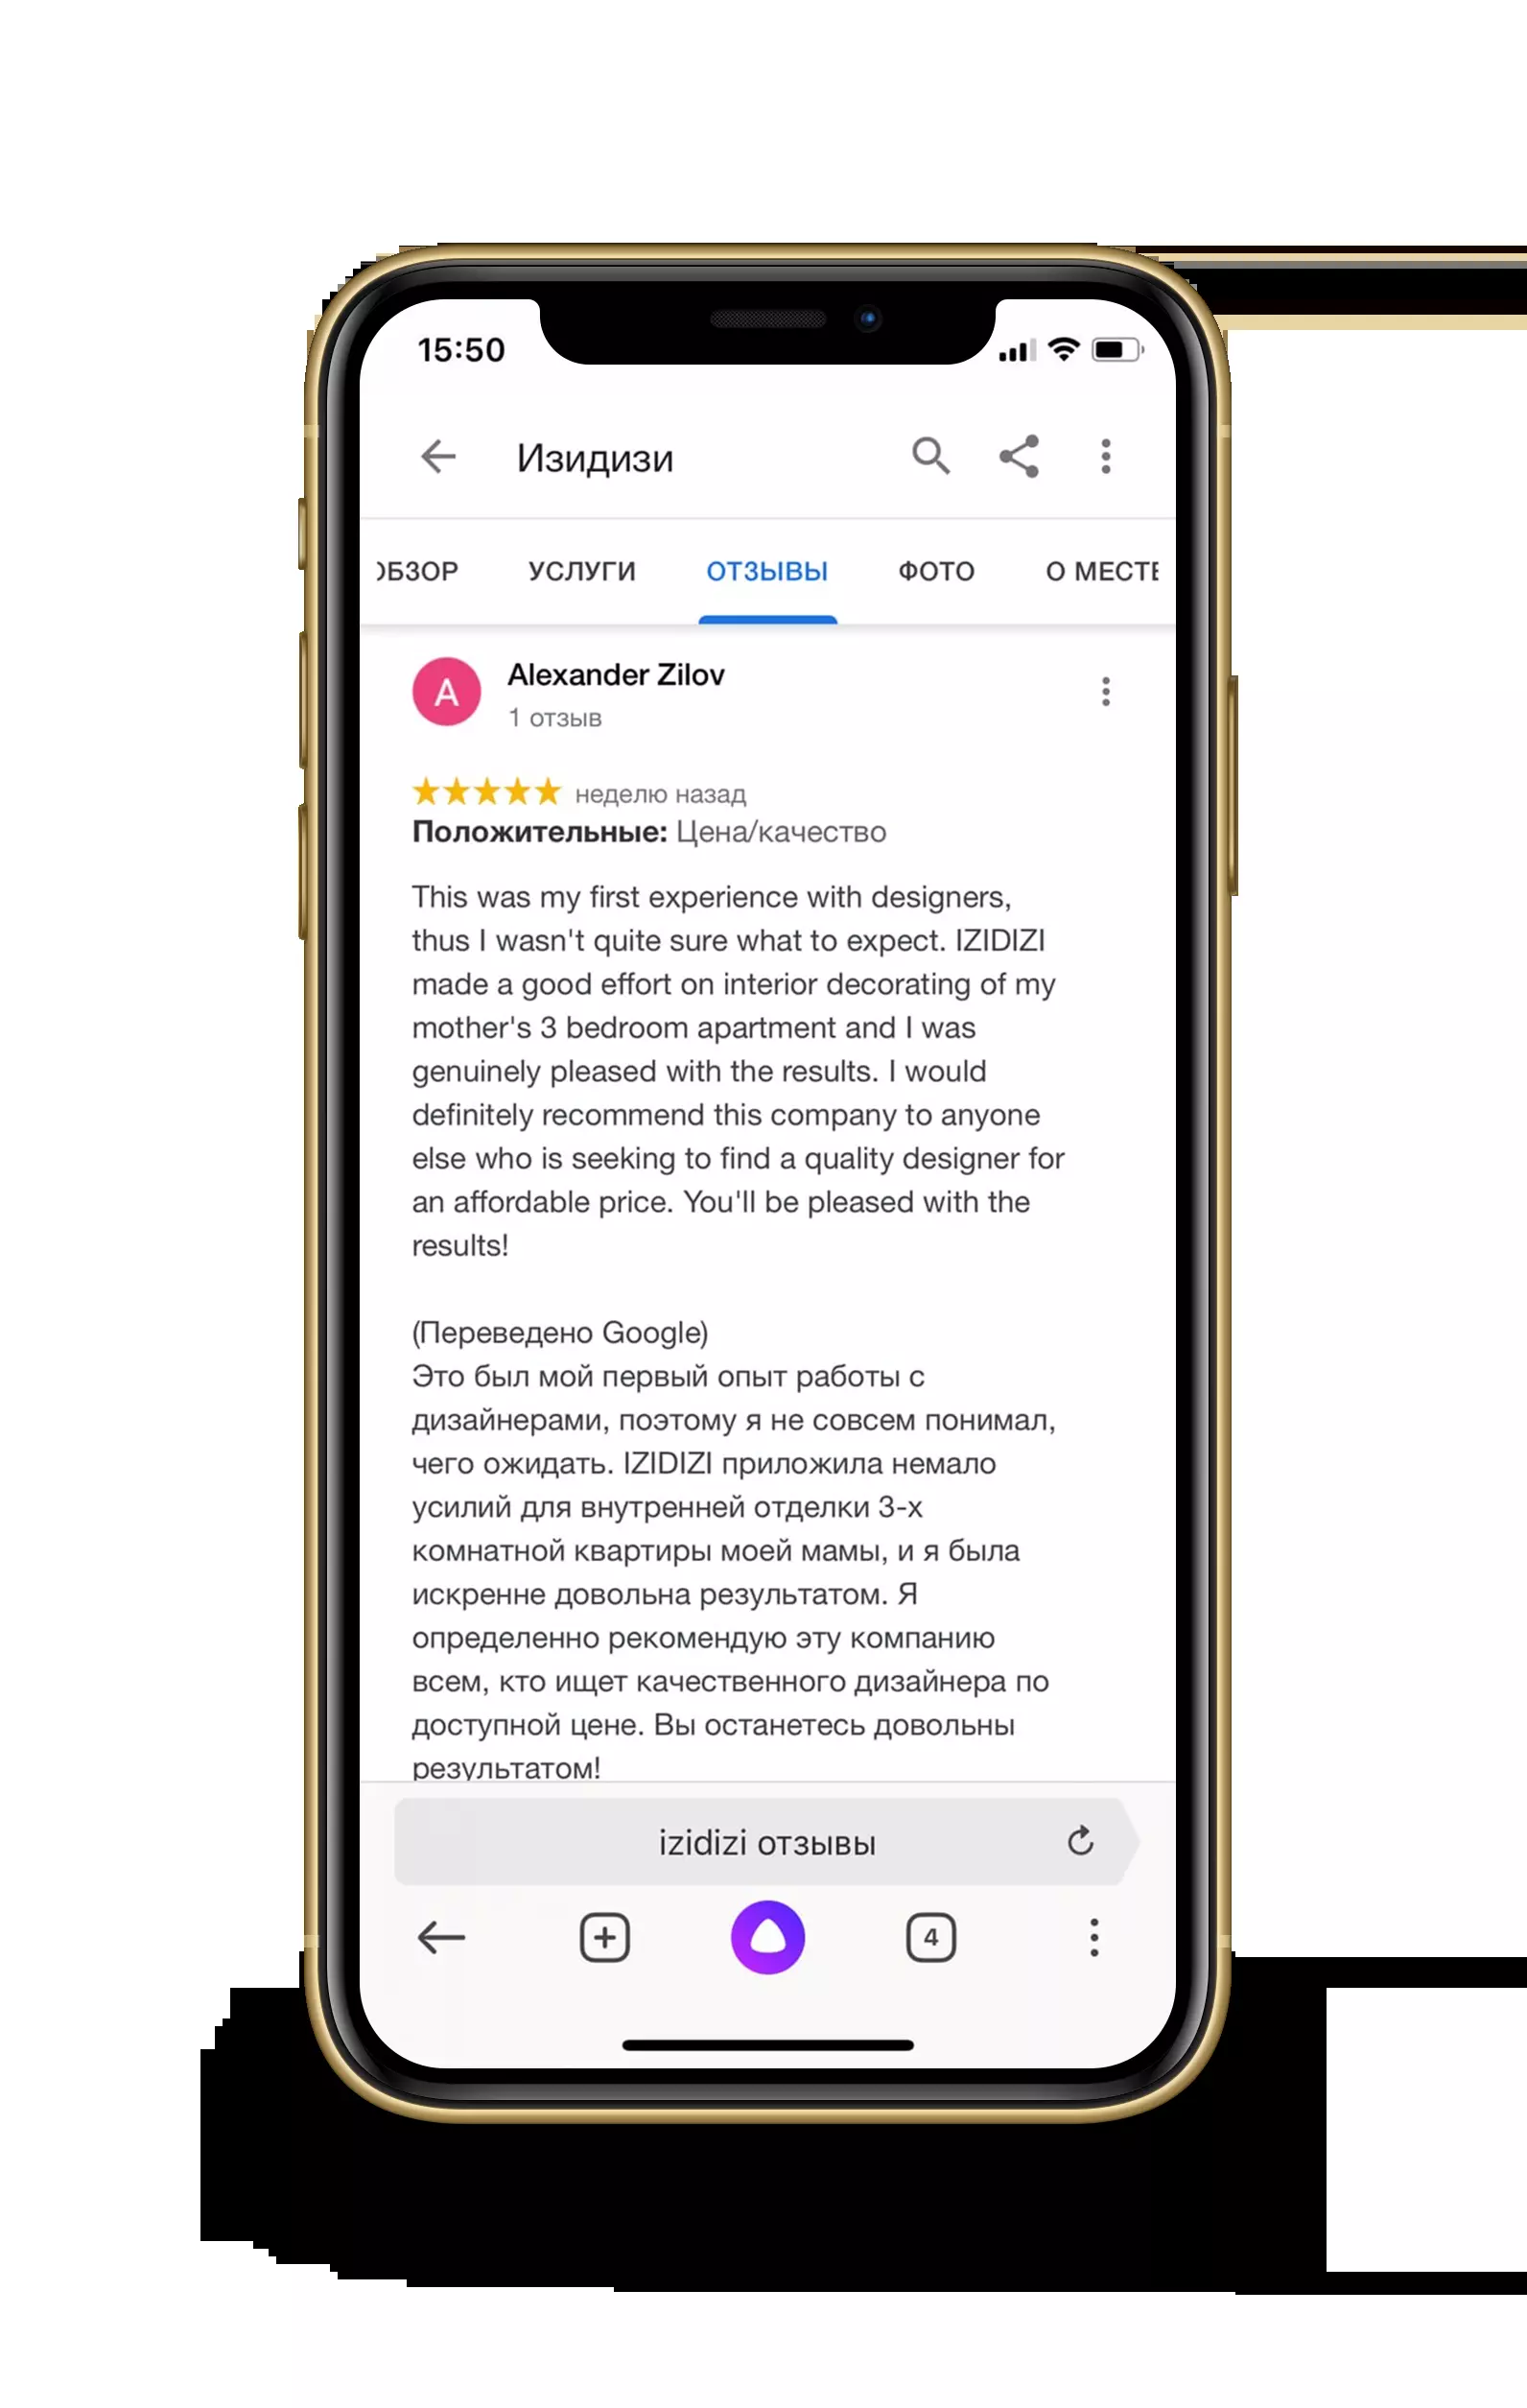 15:50
Изидизи
ОБЗОР УСЛУГИ ОТЗЫВЫ ФОТО О МЕСТЕ
A
Alexander Zilov
1 отзыв
неделю назад
Положительные: Цена/качество
This was my first experience with designers,
thus I wasn't quite sure what to expect. IZIDIZI
made a good effort on interior decorating of my
mother's 3 bedroom apartment and I was
genuinely pleased with the results. I would
definitely recommend this company to anyone
else who is seeking to find a quality designer for
an affordable price. You'll be pleased with the
results!
(Переведено Google)
Это был мой первый опыт работы с
дизайнерами, поэтому я не совсем понимал,
чего ожидать. IZIDIZI приложила немало
усилий для внутренней отделки 3-х
комнатной квартиры моей мамы, и я была
искренне довольна результатом. Я
определенно рекомендую эту компанию
всем, кто ищет качественного дизайнера по
доступной цене. Вы останетесь довольны
результатом!
izidizi отзывы
4